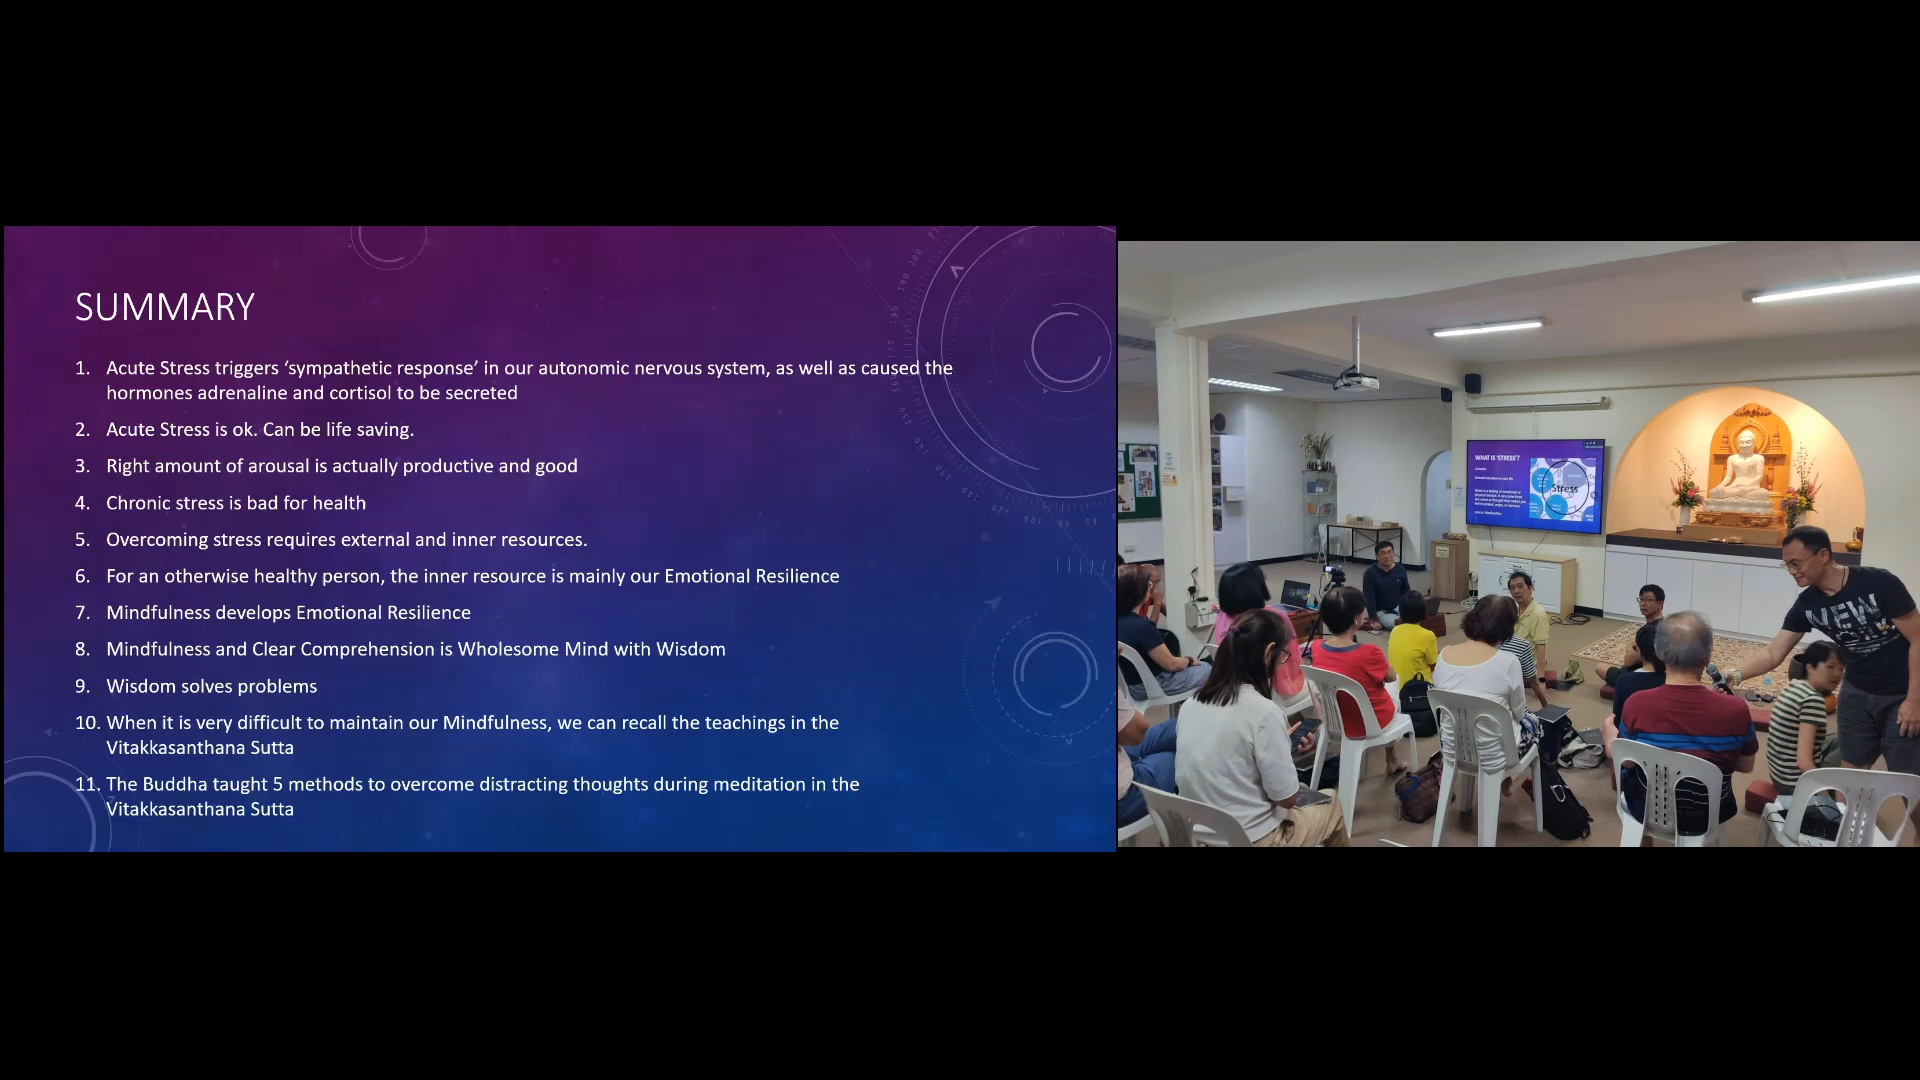 SUMMARY
1. Acute Stress triggers ‘sympathetic response’ in our autonomic nervous system, as well as caused the
hormones adrenaline and cortisol to be secreted
2. Acute Stress is ok. Can be life saving.
3. Right amount of arousal is actually productive and good
4. Chronic stress is bad for health
5. Overcoming stress requires external and inner resources.
6. For an otherwise healthy person, the inner resource is mainly our Emotional Resilience
7. Mindfulness develops Emotional Resilience
8. Mindfulness and Clear Comprehension is Wholesome Mind with Wisdom
9. Wisdom solves problems
10. When it is very difficult to maintain our Mindfulness, we can recall the teachings in the
Vitakkasanthana Sutta
11. The Buddha taught 5 methods to overcome distracting thoughts during meditation in the
Vitakkasanthana Sutta
WHAT IS 'STRESS'?
Stress